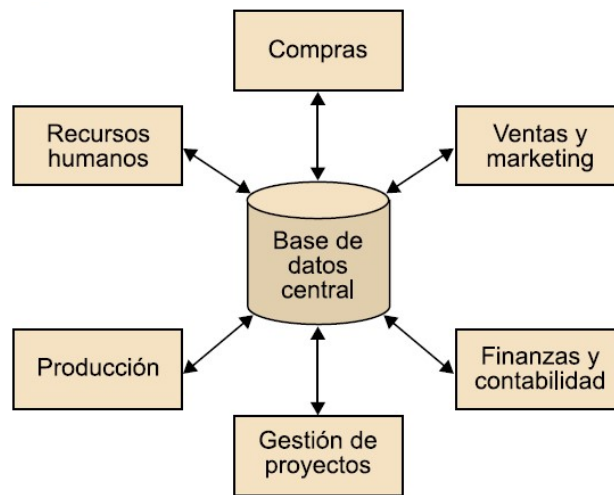 Compras
Recursos
humanos
Ventas y
marketing
Base de
datos
central
Producción
Finanzas y
contabilidad
Gestión de
proyectos